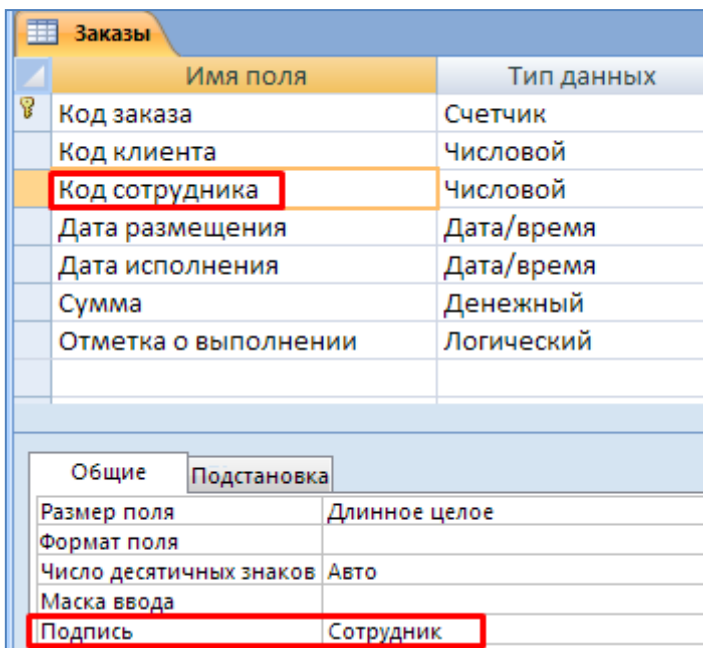 Заказы
Имя поля Тип данных
Код заказа Счетчик
Код клиента Числовой
Код сотрудника Числовой
Дата размещения Дата/время
Дата исполнения Дата/время
Сумма Денежный
Отметка о выполнении Логический
Общие Подстановка
Размер поля Длинное целое
Формат поля
Число десятичных знаков Авто
Маска ввода
Подпись Сотрудник